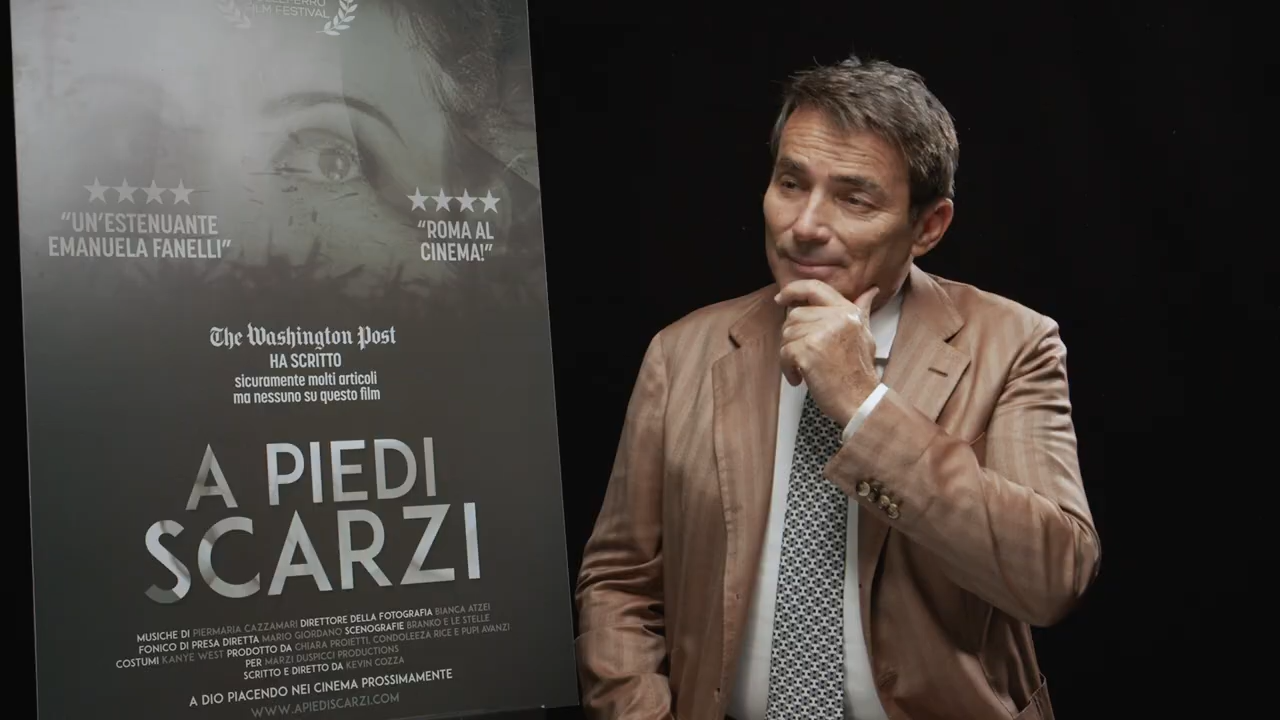 FILM FESTIVAL
"UN'ESTENUANTE
EMANUELA FANELLI"
"ROMA AL
CINEMA!"
The Washington Post
HA SCRITTO
sicuramente molti articoli
ma nessuno su questo film
A PIEDI
SCARZI
MUSICHE DI PIERMARIA CAZZAMARI DIRETTORE DELLA FOTOGRAFIA BIANCA ATZEI
FONICO DI PRESA DIRETTA MARIO GIORDANO SCENOGRAFIE BRANKO E LE STELLE
COSTUMI KANYE WEST PRODOTTO DA CHIARA PROIETTI, CONDOLEEZA RICE E PUPI AVANZI
PER MARZI DUSPICCI PRODUCTIONS
SCRITTO E DIRETTO DA KEVIN COZZA
A DIO PIACENDO NEI CINEMA PROSSIMAMENTE
WWW.APIEDISCARZI.COM